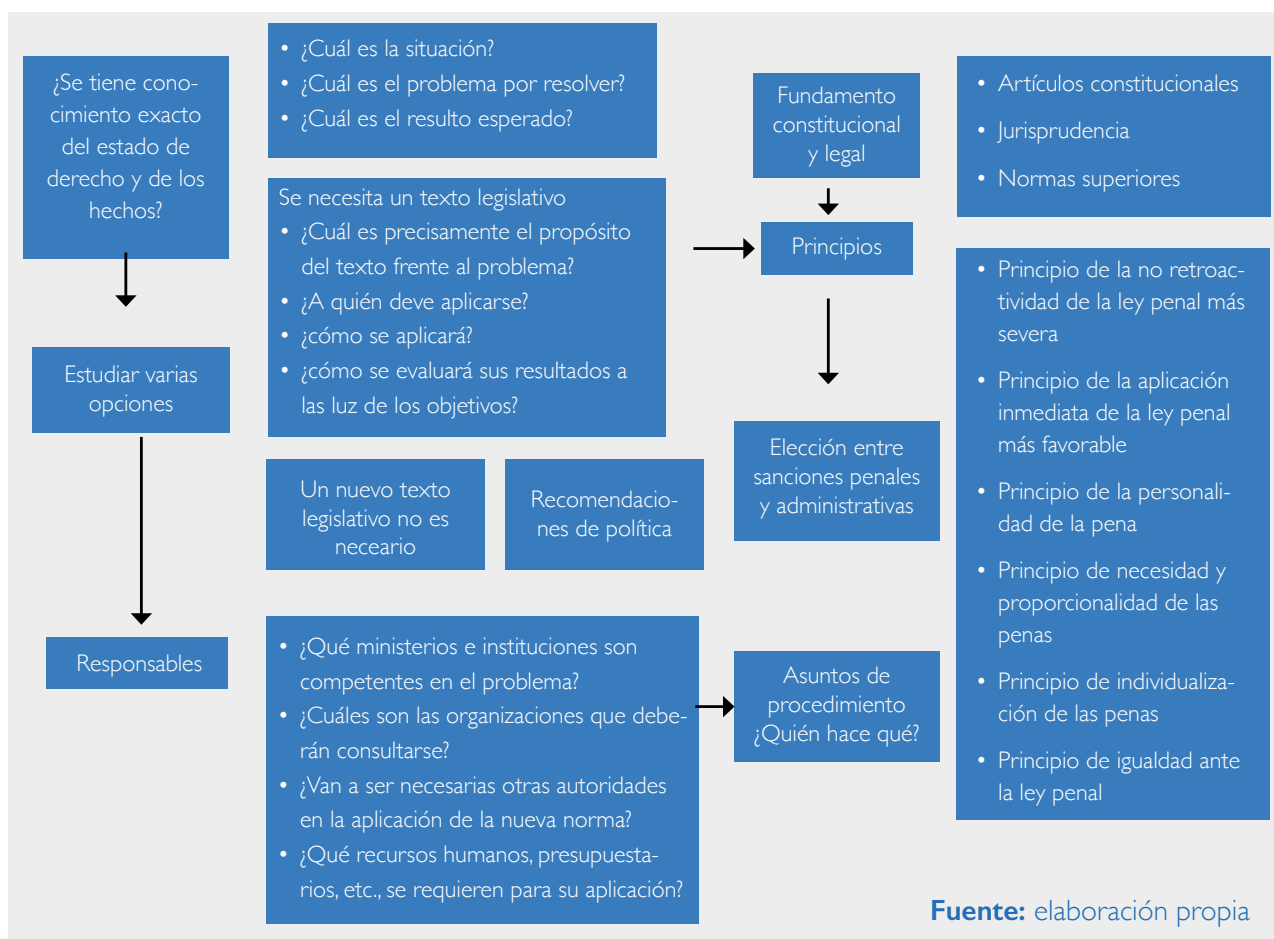 ¿Se tiene cono-
cimiento exacto
del estado de
derecho y de los
hechos?
Estudiar varias
opciones
Responsables
• ¿Cuál es la situación?
• ¿Cuál es el problema por resolver?
• ¿Cuál es el resulto esperado?
Se necesita un texto legislativo
• ¿Cuál es precisamente el propósito
del texto frente al problema?
• ¿A quién deve aplicarse?
• ¿cómo se aplicará?
• ¿cómo se evaluará sus resultados a
las luz de los objetivos?
Un nuevo texto
legislativo no es
neceario
Recomendacio-
nes de política
• ¿Qué ministerios e instituciones son
competentes en el problema?
• ¿Cuáles son las organizaciones que debe-
rán consultarse?
• ¿Van a ser necesarias otras autoridades
en la aplicación de la nueva norma?
• ¿Qué recursos humanos, presupuesta-
rios, etc., se requieren para su aplicación?
Fundamento
constitucional
y legal
Principios
Elección entre
sanciones penales
y administrativas
Asuntos de
procedimiento
¿Quién hace qué?
• Artículos constitucionales
• Jurisprudencia
• Normas superiores
• Principio de la no retroac-
tividad de la ley penal más
severa
• Principio de la aplicación
inmediata de la ley penal
más favorable
• Principio de la personali-
dad de la pena
• Principio de necesidad y
proporcionalidad de las
penas
• Principio de individualiza-
ción de las penas
• Principio de igualdad ante
la ley penal
Fuente: elaboración propia